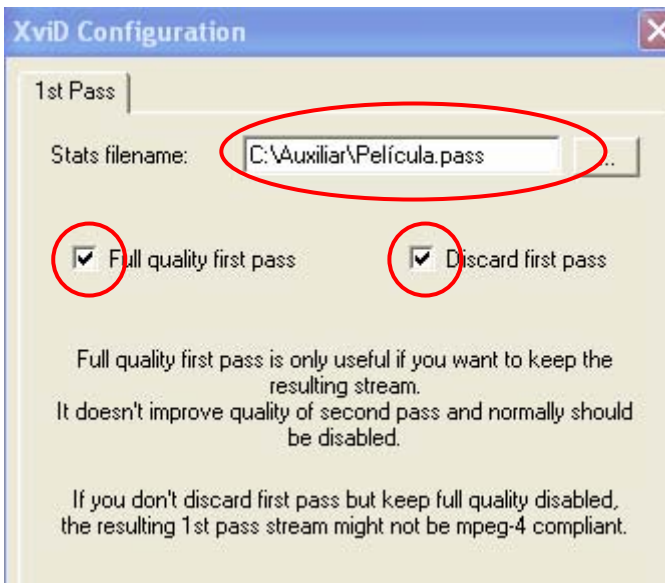 XviD Configuration
1st Pass
Stats filename: C:\Auxiliar\Película.pass ...
Full quality first pass Discard first pass
Full quality first pass is only useful if you want to keep the
resulting stream.
It doesn't improve quality of second pass and normally should
be disabled.
If you don't discard first pass but keep full quality disabled,
the resulting 1st pass stream might not be mpeg-4 compliant.